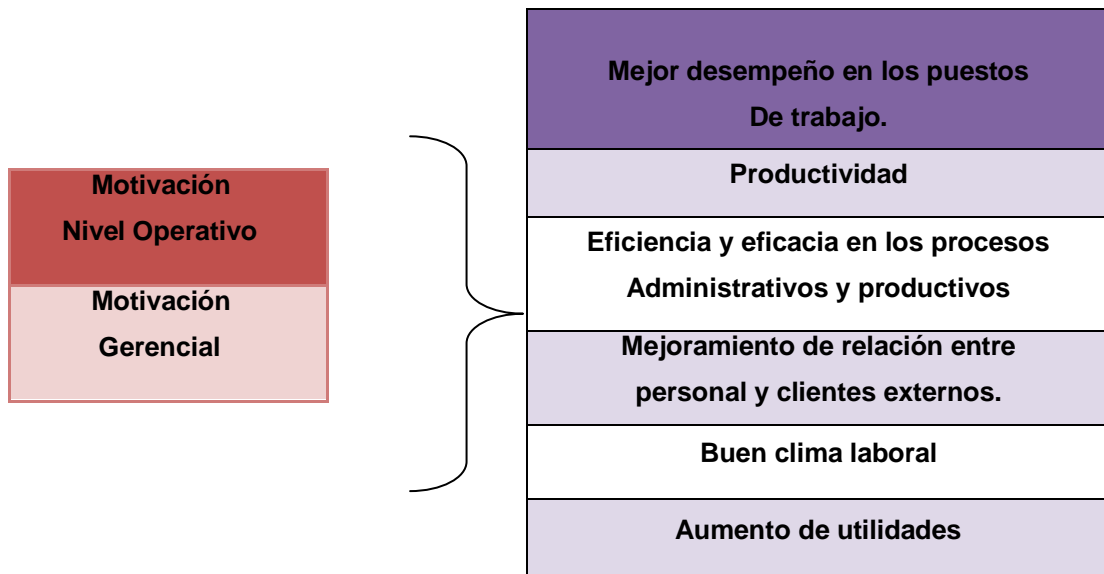 Motivación
Nivel Operativo
Motivación
Gerencial
Mejor desempeño en los puestos
De trabajo.
Productividad
Eficiencia y eficacia en los procesos
Administrativos y productivos
Mejoramiento de relación entre
personal y clientes externos.
Buen clima laboral
Aumento de utilidades